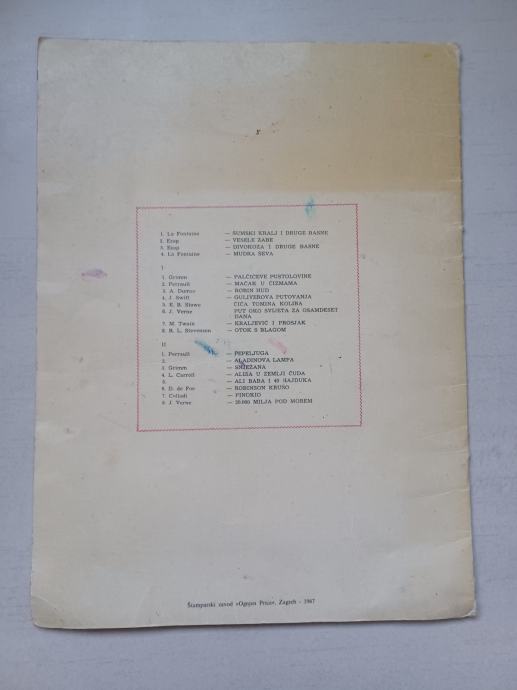 1. La Fontaine — ŠUMSKI KRALJ I DRUGE BASNE
2. Ezop — VESELE ŽABE
3. Ezop — DIVOKOZA I DRUGE BASNE
4. La Fontaine — MUDRA ŠEVA
I
1. Grimm — PALČIĆEVE PUSTOLOVINE
2. Perrault — MAČAK U ČIZMAMA
3. A. Dumas — ROBIN HUD
4. J. Swift — GULIVEROVA PUTOVANJA
5. E. B. Stowe — ČIČA TOMINA KOLIBA
6. J. Verne — PUT OKO SVIJETA ZA OSAMDESET
DANA
7. M. Twain — KRALJEVIĆ I PROSJAK
8. R. L. Stevenson — OTOK S BLAGOM
II
1. Perrault — PEPELJUGA
2. — ALADINOVA LAMPA
3. Grimm — SNJEŽANA
4. L. Carroll — ALISA U ZEMLJI ČUDA
5. — ALI BABA I 40 HAJDUKA
6. D. de Foe — ROBINSON KRUSO
7. Collodi — PINOKIO
8. J. Verne — 20.000 MILJA POD MOREM
Štamparski zavod »Ognjen Prica«, Zagreb - 1967